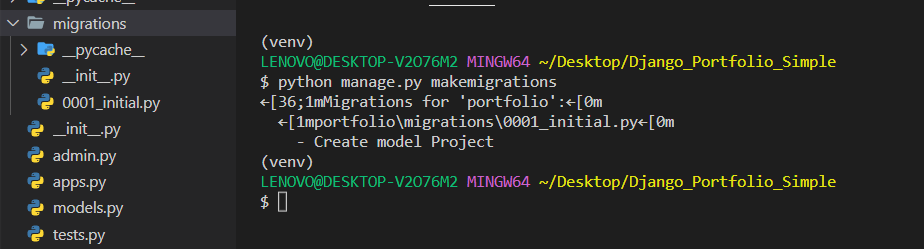 migrations
__pycache__
__init__.py
0001_initial.py
__init__.py
admin.py
apps.py
models.py
tests.py
(venv)
LENOVO@DESKTOP-V2O76M2 MINGW64 ~/Desktop/Django_Portfolio_Simple
$ python manage.py makemigrations
←[36;1mMigrations for 'portfolio':←[0m
←[1mportfolio\migrations\0001_initial.py←[0m
- Create model Project
(venv)
LENOVO@DESKTOP-V2O76M2 MINGW64 ~/Desktop/Django_Portfolio_Simple
$